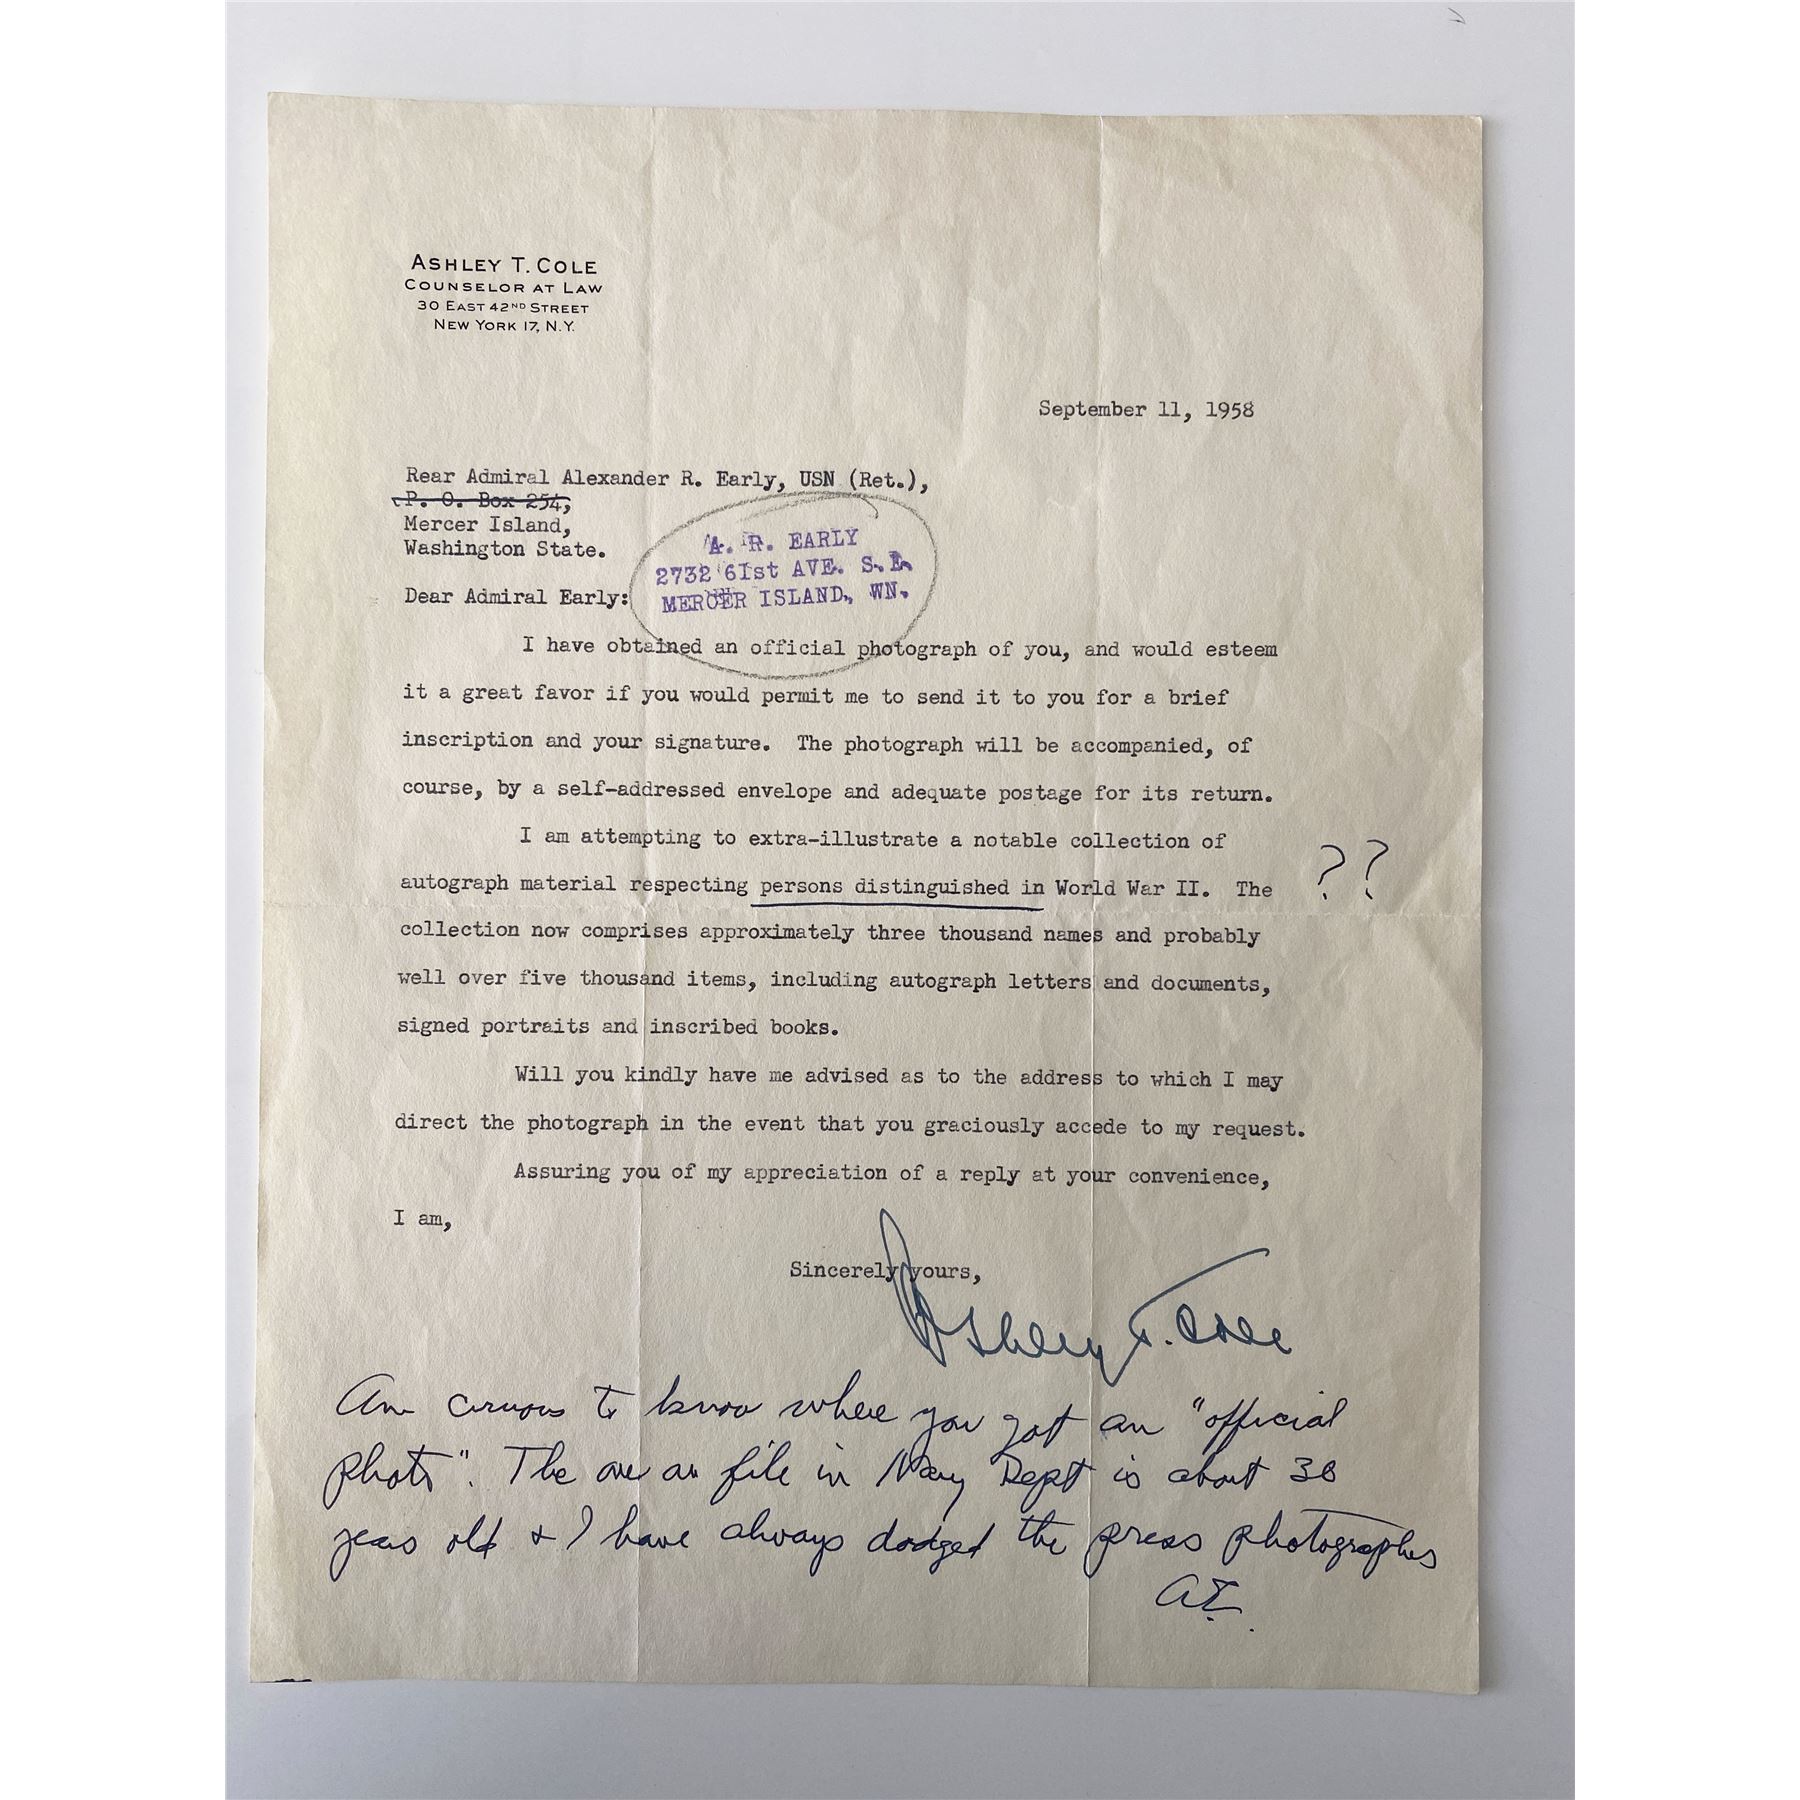 ASHLEY T. COLE
COUNSELOR AT LAW
30 EAST 42ND STREET
NEW YORK 17, N.Y.
September 11, 1958
Rear Admiral Alexander R. Early, USN (Ret.),
P. O. Box 254,
Mercer Island,
Washington State.
A. R. EARLY
2732 61st AVE. S.E.
MERCER ISLAND, WN.
Dear Admiral Early:
I have obtained an official photograph of you, and would esteem
it a great favor if you would permit me to send it to you for a brief
inscription and your signature. The photograph will be accompanied, of
course, by a self-addressed envelope and adequate postage for its return.
I am attempting to extra-illustrate a notable collection of
autograph material respecting persons distinguished in World War II. The ??
collection now comprises approximately three thousand names and probably
well over five thousand items, including autograph letters and documents,
signed portraits and inscribed books.
Will you kindly have me advised as to the address to which I may
direct the photograph in the event that you graciously accede to my request.
Assuring you of my appreciation of a reply at your convenience,
I am,
Sincerely yours,
Ashley T. Cole
Am curious to know where you got an "official
photo". The one on file in Navy Dept is about 30
years old & I have always dodged the press photographers
AE.